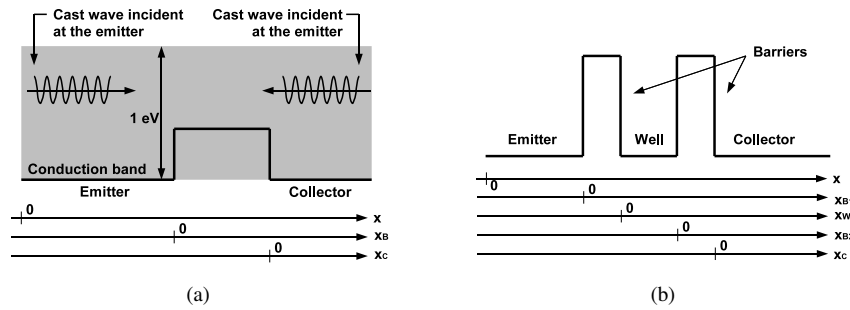 Cast wave incident
at the emitter
Cast wave incident
at the emitter
1 eV
Conduction band
Emitter
Collector
0
x
0
xB
0
xC
(a)
Barriers
Emitter
Well
Collector
0
x
0
xB1
0
xW
0
xB2
0
xC
(b)